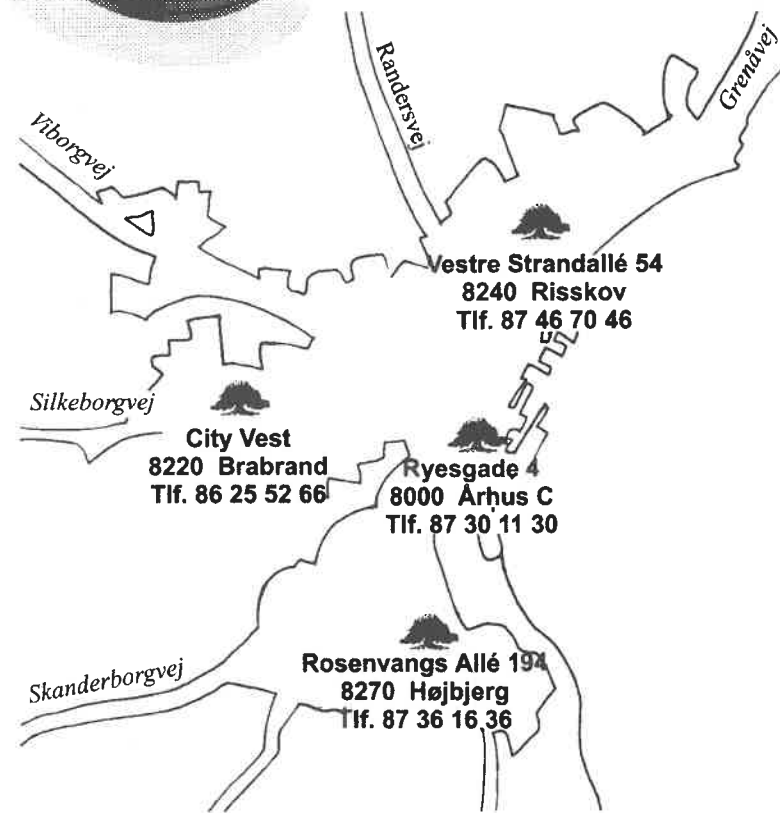 Viborgvej
Randersvej
Grenåvej
Vestre Strandallé 54
8240 Risskov
Tlf. 87 46 70 46
Silkeborgvej
City Vest
8220 Brabrand
Tlf. 86 25 52 66
Ryesgade 4
8000 Århus C
Tlf. 87 30 11 30
Skanderborgvej
Rosenvangs Allé 194
8270 Højbjerg
Tlf. 87 36 16 36